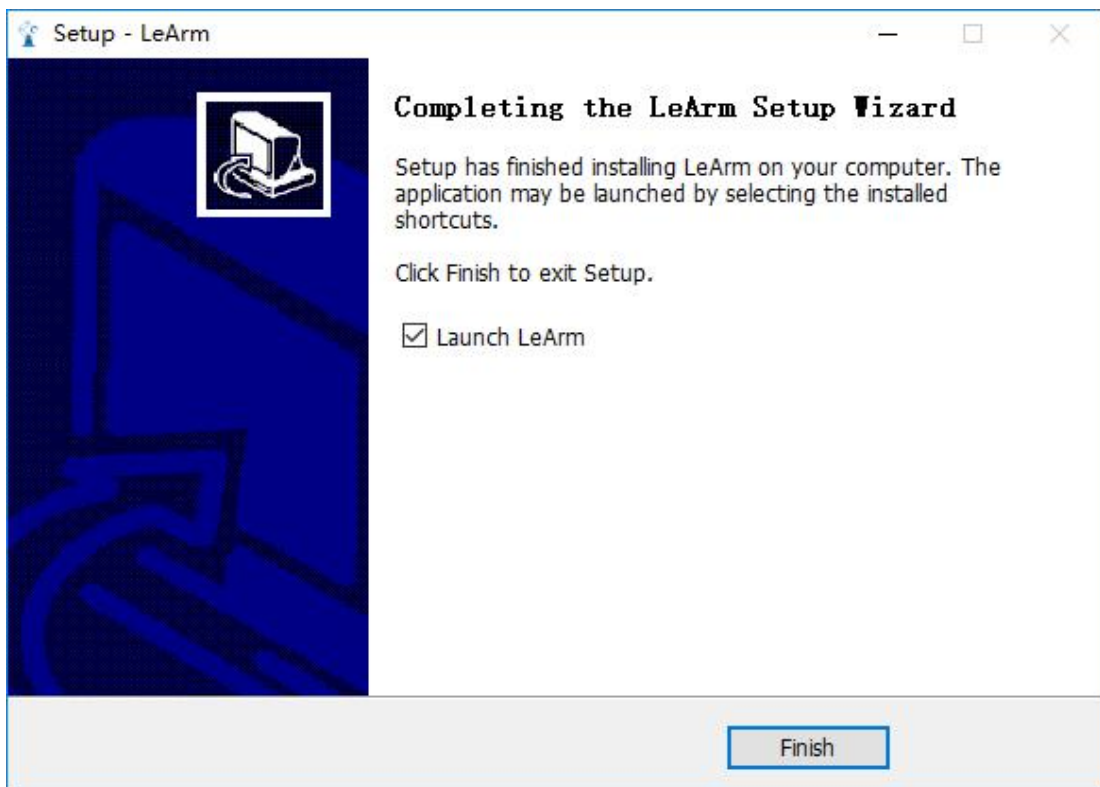 Setup - LeArm
Completing the LeArm Setup Wizard
Setup has finished installing LeArm on your computer. The
application may be launched by selecting the installed
shortcuts.
Click Finish to exit Setup.
Launch LeArm
Finish